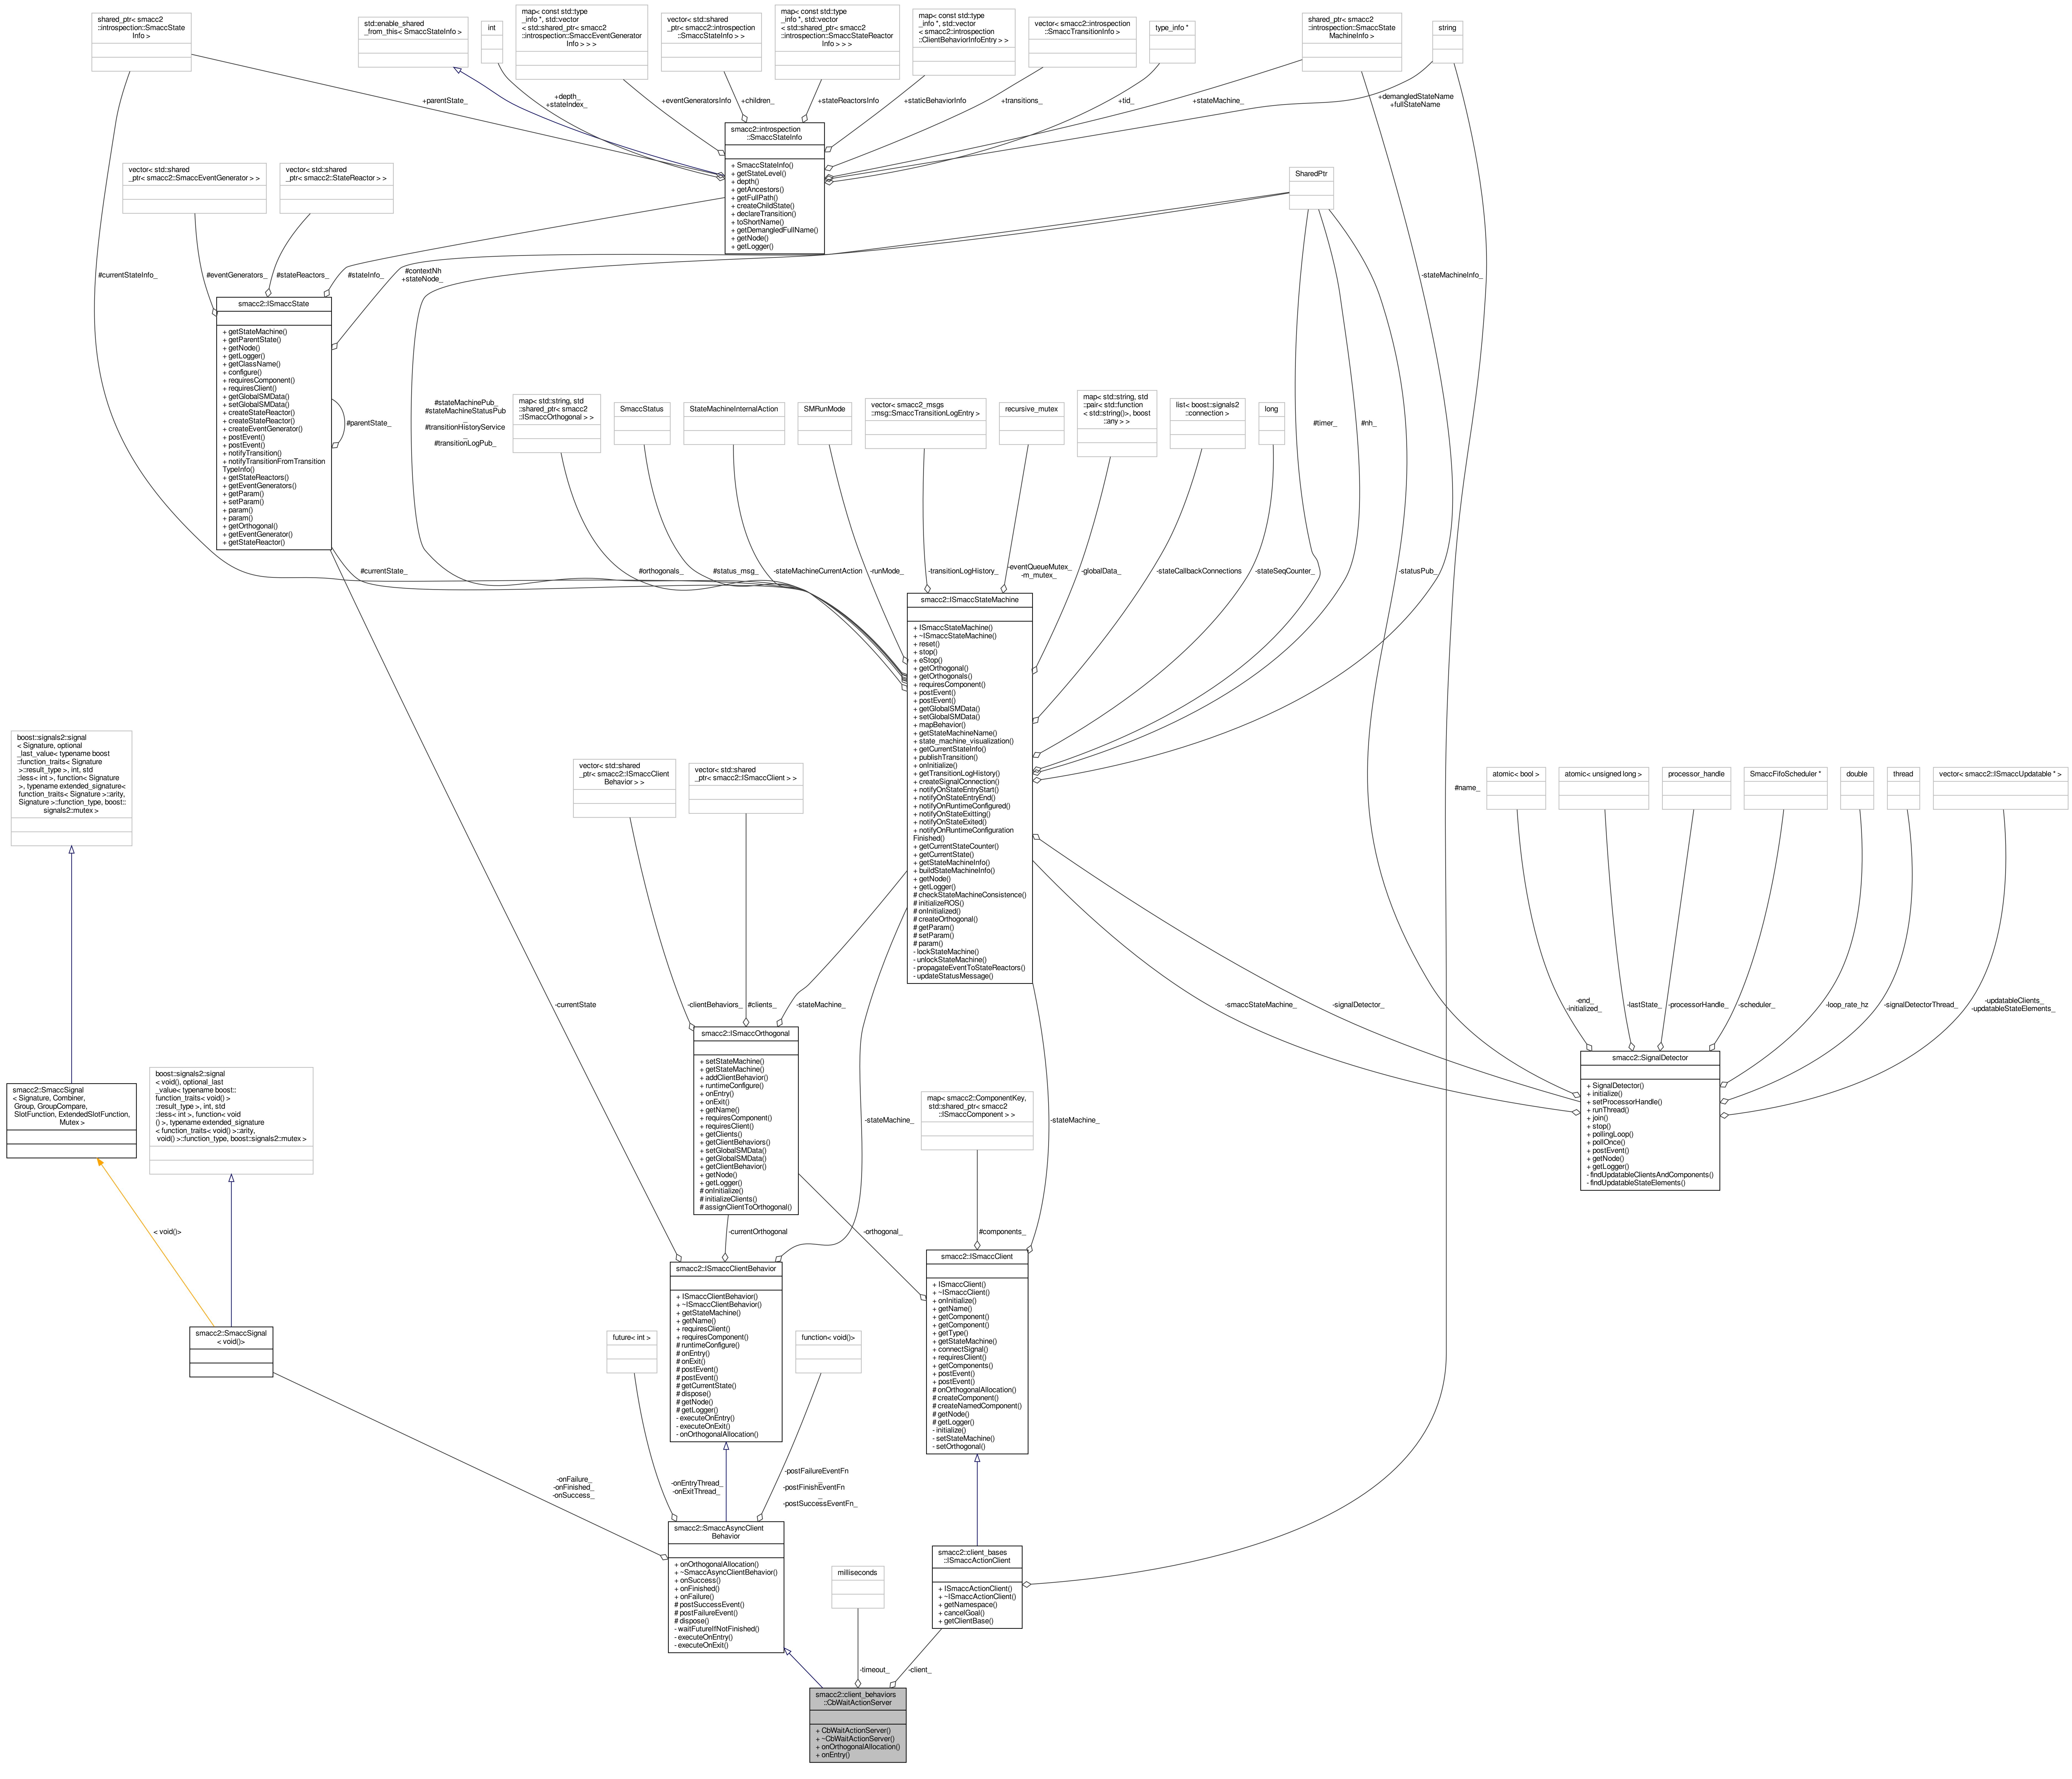 shared_ptr< smacc2
::introspection::SmaccState
Info >
std::enable_shared
_from_this< SmaccStateInfo >
int
map< const std::type
_info *, std::vector
< std::shared_ptr< smacc2
::introspection::SmaccEventGenerator
Info > > >
vector< std::shared
_ptr< smacc2::introspection
::SmaccStateInfo > >
map< const std::type
_info *, std::vector
< std::shared_ptr< smacc2
::introspection::SmaccStateReactor
Info > > >
map< const std::type
_info *, std::vector
< smacc2::introspection
::ClientBehaviorInfoEntry > >
vector< smacc2::introspection
::SmaccTransitionInfo >
type_info *
shared_ptr< smacc2
::introspection::SmaccState
MachineInfo >
string
+parentState_
+depth_
+stateIndex_
+eventGeneratorsInfo
+children_
+stateReactorsInfo
+staticBehaviorInfo
+transitions_
+tid_
+stateMachine_
+demangledStateName
+fullStateName
smacc2::introspection
::SmaccStateInfo
+ SmaccStateInfo()
+ getStateLevel()
+ depth()
+ getAncestors()
+ getFullPath()
+ createChildState()
+ declareTransition()
+ toShortName()
+ getDemangledFullName()
+ getNode()
+ getLogger()
vector< std::shared
_ptr< smacc2::SmaccEventGenerator > >
vector< std::shared
_ptr< smacc2::StateReactor > >
SharedPtr
#currentStateInfo_
#eventGenerators_
#stateReactors_
#stateInfo_
#contextNh
+stateNode_
-stateMachineInfo_
smacc2::ISmaccState
+ getStateMachine()
+ getParentState()
+ getNode()
+ getLogger()
+ getClassName()
+ configure()
+ requiresComponent()
+ requiresClient()
+ getGlobalSMData()
+ setGlobalSMData()
+ createStateReactor()
+ createStateReactor()
+ createEventGenerator()
+ postEvent()
+ postEvent()
+ notifyTransition()
+ notifyTransitionFromTransition
TypeInfo()
+ getStateReactors()
+ getEventGenerators()
+ getParam()
+ setParam()
+ param()
+ param()
+ getOrthogonal()
+ getEventGenerator()
+ getStateReactor()
#parentState_
#stateMachinePub_
#stateMachineStatusPub
_
#transitionHistoryService
_
#transitionLogPub_
map< std::string, std
::shared_ptr< smacc2
::ISmaccOrthogonal > >
SmaccStatus
StateMachineInternalAction
SMRunMode
vector< smacc2_msgs
::msg::SmaccTransitionLogEntry >
recursive_mutex
map< std::string, std
::pair< std::function
< std::string()>, boost
::any > >
list< boost::signals2
::connection >
long
#timer_
#nh_
#currentState_
#orthogonals_
#status_msg_
-stateMachineCurrentAction
-runMode_
-transitionLogHistory_
-eventQueueMutex_
-m_mutex_
-globalData_
-stateCallbackConnections
-stateSeqCounter_
-statusPub_
smacc2::ISmaccStateMachine
+ ISmaccStateMachine()
+ ~ISmaccStateMachine()
+ reset()
+ stop()
+ eStop()
+ getOrthogonal()
+ getOrthogonals()
+ requiresComponent()
+ postEvent()
+ postEvent()
+ getGlobalSMData()
+ setGlobalSMData()
+ mapBehavior()
+ getStateMachineName()
+ state_machine_visualization()
+ getCurrentStateInfo()
+ publishTransition()
+ onInitialize()
+ getTransitionLogHistory()
+ createSignalConnection()
+ notifyOnStateEntryStart()
+ notifyOnStateEntryEnd()
+ notifyOnRuntimeConfigured()
+ notifyOnStateExitting()
+ notifyOnStateExited()
+ notifyOnRuntimeConfiguration
Finished()
+ getCurrentStateCounter()
+ getCurrentState()
+ getStateMachineInfo()
+ buildStateMachineInfo()
+ getNode()
+ getLogger()
# checkStateMachineConsistence()
# initializeROS()
# onInitialized()
# createOrthogonal()
# getParam()
# setParam()
# param()
- lockStateMachine()
- unlockStateMachine()
- propagateEventToStateReactors()
- updateStatusMessage()
boost::signals2::signal
< Signature, optional
_last_value< typename boost
::function_traits< Signature
>::result_type >, int, std
::less< int >, function< Signature
>, typename extended_signature<
function_traits< Signature >::arity,
Signature >::function_type, boost::
signals2::mutex >
vector< std::shared
_ptr< smacc2::ISmaccClient
Behavior > >
vector< std::shared
_ptr< smacc2::ISmaccClient > >
#name_
atomic< bool >
atomic< unsigned long >
processor_handle
SmaccFifoScheduler *
double
thread
vector< smacc2::ISmaccUpdatable * >
-currentState
-clientBehaviors_
#clients_
-stateMachine_
-smaccStateMachine_
-signalDetector_
-end_
-initialized_
-lastState_
-processorHandle_
-scheduler_
-loop_rate_hz
-signalDetectorThread_
-updatableClients_
-updatableStateElements_
smacc2::ISmaccOrthogonal
+ setStateMachine()
+ getStateMachine()
+ addClientBehavior()
+ runtimeConfigure()
+ onEntry()
+ onExit()
+ getName()
+ requiresComponent()
+ requiresClient()
+ getClients()
+ getClientBehaviors()
+ setGlobalSMData()
+ getGlobalSMData()
+ getClientBehavior()
+ getNode()
+ getLogger()
# onInitialize()
# initializeClients()
# assignClientToOrthogonal()
smacc2::SignalDetector
+ SignalDetector()
+ initialize()
+ setProcessorHandle()
+ runThread()
+ join()
+ stop()
+ pollingLoop()
+ pollOnce()
+ postEvent()
+ getNode()
+ getLogger()
- findUpdatableClientsAndComponents()
- findUpdatableStateElements()
smacc2::SmaccSignal
< Signature, Combiner,
Group, GroupCompare,
SlotFunction, ExtendedSlotFunction,
Mutex >
boost::signals2::signal
< void(), optional_last
_value< typename boost::
function_traits< void() >
::result_type >, int, std
::less< int >, function< void
() >, typename extended_signature
< function_traits< void() >::arity,
void() >::function_type, boost::signals2::mutex >
map< smacc2::ComponentKey,
std::shared_ptr< smacc2
::ISmaccComponent > >
-stateMachine_
-stateMachine_
< void()>
-currentOrthogonal
-orthogonal_
#components_
smacc2::ISmaccClientBehavior
+ ISmaccClientBehavior()
+ ~ISmaccClientBehavior()
+ getStateMachine()
+ getName()
+ requiresClient()
+ requiresComponent()
# runtimeConfigure()
# onEntry()
# onExit()
# postEvent()
# postEvent()
# getCurrentState()
# dispose()
# getNode()
# getLogger()
- executeOnEntry()
- executeOnExit()
- onOrthogonalAllocation()
smacc2::ISmaccClient
+ ISmaccClient()
+ ~ISmaccClient()
+ onInitialize()
+ getName()
+ getComponent()
+ getComponent()
+ getType()
+ getStateMachine()
+ connectSignal()
+ requiresClient()
+ getComponents()
+ postEvent()
+ postEvent()
# onOrthogonalAllocation()
# createComponent()
# createNamedComponent()
# getNode()
# getLogger()
- initialize()
- setStateMachine()
- setOrthogonal()
smacc2::SmaccSignal
< void()>
future< int >
function< void()>
-onFailure_
-onFinished_
-onSuccess_
-onEntryThread_
-onExitThread_
-postFailureEventFn
_
-postFinishEventFn
_
-postSuccessEventFn_
smacc2::SmaccAsyncClient
Behavior
+ onOrthogonalAllocation()
+ ~SmaccAsyncClientBehavior()
+ onSuccess()
+ onFinished()
+ onFailure()
# postSuccessEvent()
# postFailureEvent()
# dispose()
- waitFutureIfNotFinished()
- executeOnEntry()
- executeOnExit()
milliseconds
smacc2::client_bases
::ISmaccActionClient
+ ISmaccActionClient()
+ ~ISmaccActionClient()
+ getNamespace()
+ cancelGoal()
+ getClientBase()
-timeout_
-client_
smacc2::client_behaviors
::CbWaitActionServer
+ CbWaitActionServer()
+ ~CbWaitActionServer()
+ onOrthogonalAllocation()
+ onEntry()